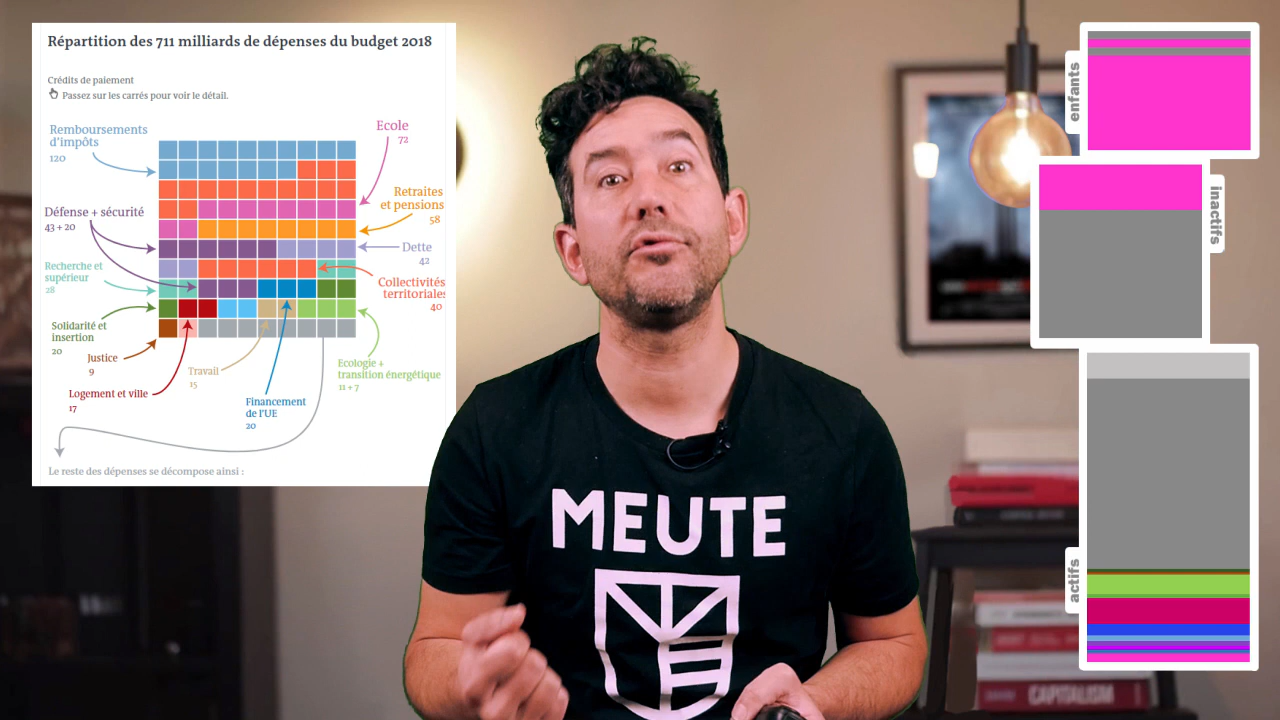 Répartition des 711 milliards de dépenses du budget 2018
Crédits de paiement
Passez sur les carrés pour voir le détail.
Remboursements
d'impôts
120
Ecole
72
Retraites
et pensions
58
Défense + sécurité
43 + 20
Dette
42
Recherche et
supérieur
28
Collectivités
territoriales
40
Solidarité et
insertion
20
Justice
9
Travail
15
Ecologie +
transition énergétique
11 + 7
Logement et ville
17
Financement
de l'UE
20
Le reste des dépenses se décompose ainsi :
enfants
inactifs
actifs
MEUTE
CAPITALISM